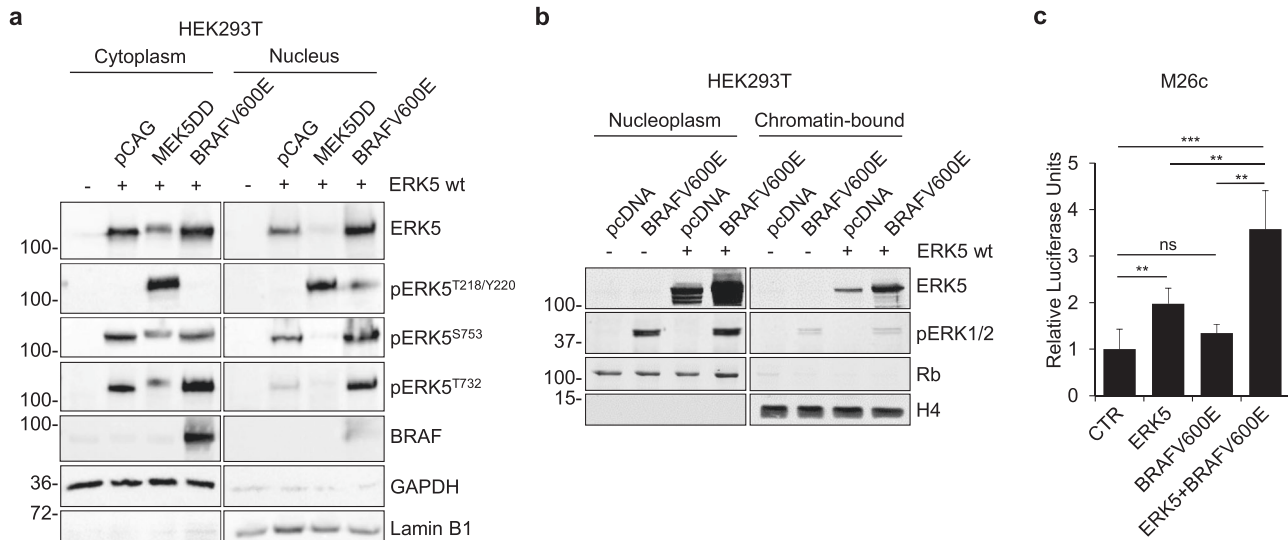 a
HEK293T
Cytoplasm
Nucleus
pCAG
MEK5DD
BRAFV600E
pCAG
MEK5DD
BRAFV600E
- + + + - + + + ERK5 wt
100-
ERK5
100-
pERK5T218/Y220
100-
pERK5S753
100-
pERK5T732
100-
BRAF
36-
GAPDH
72-
Lamin B1
b
HEK293T
Nucleoplasm
Chromatin-bound
pcDNA
BRAFV600E
pcDNA
BRAFV600E
pcDNA
BRAFV600E
pcDNA
BRAFV600E
- - + + - - + + ERK5 wt
100-
ERK5
37-
pERK1/2
100-
Rb
15-
H4
c
M26c
Relative Luciferase Units
5
4
3
2
1
0
***
**
**
ns
**
CTR
ERK5
BRAFV600E
ERK5+BRAFV600E